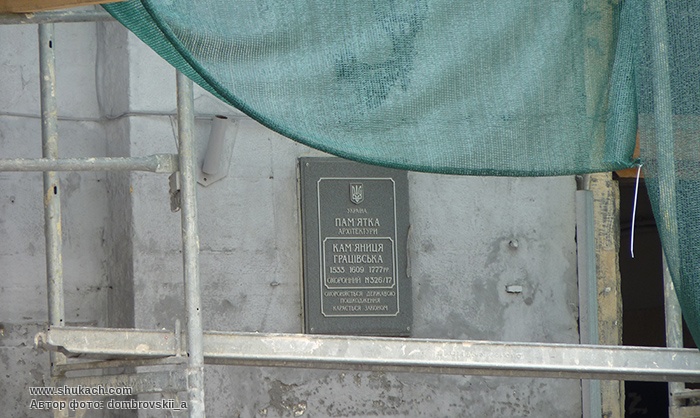 УКРАЇНА
ПАМ'ЯТКА
АРХІТЕКТУРИ
КАМ'ЯНИЦЯ
ГРАЦІВСЬКА
1533 1609 1777рр
ОХОРОННИЙ N326/17
ОХОРОНЯЄТЬСЯ ДЕРЖАВОЮ
ПОШКОДЖЕННЯ
КАРАЄТЬСЯ ЗАКОНОМ
www.shukach.com
Автор фото: dombrovskii_a